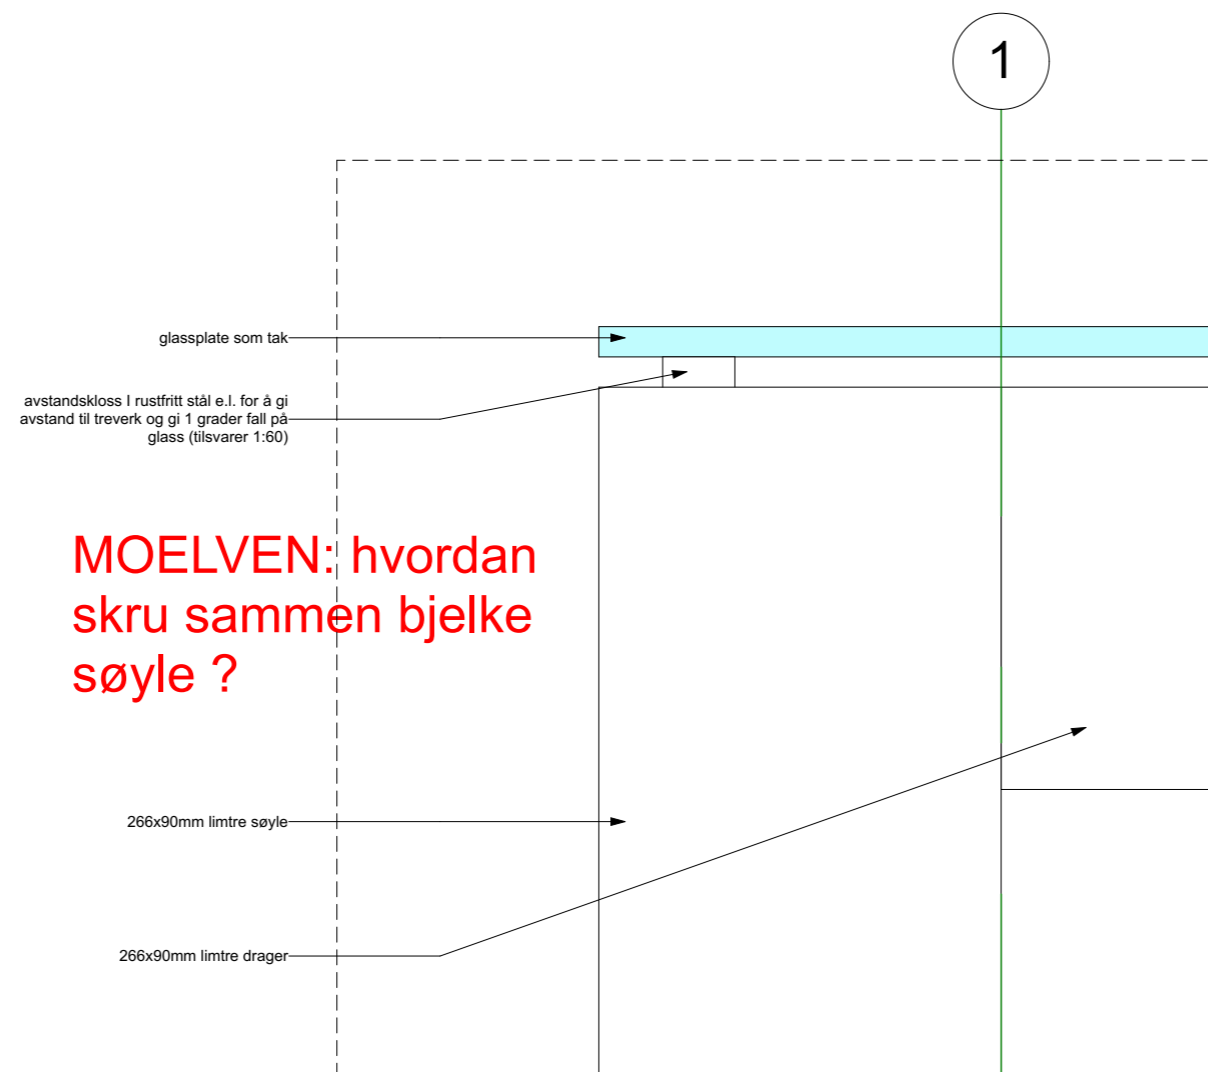 1
glassplate som tak
avstandskloss I rustfritt stål e.l. for å gi
avstand til treverk og gi 1 grader fall på
glass (tilsvarer 1:60)
MOELVEN: hvordan
skru sammen bjelke
søyle ?
266x90mm limtre søyle
266x90mm limtre drager